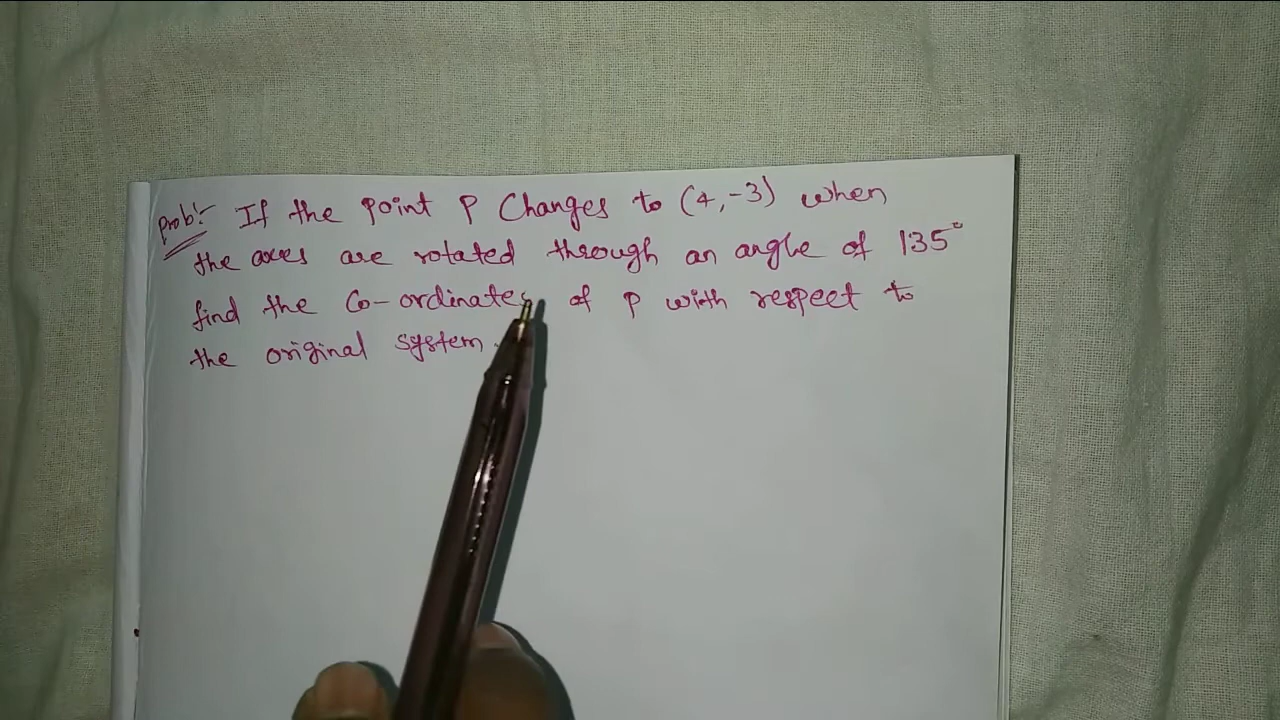 Prob:- If the point P Changes to (4,-3) when
the axes are rotated through an angle of 135°
find the Co-ordinates of P with respect to
the original system.